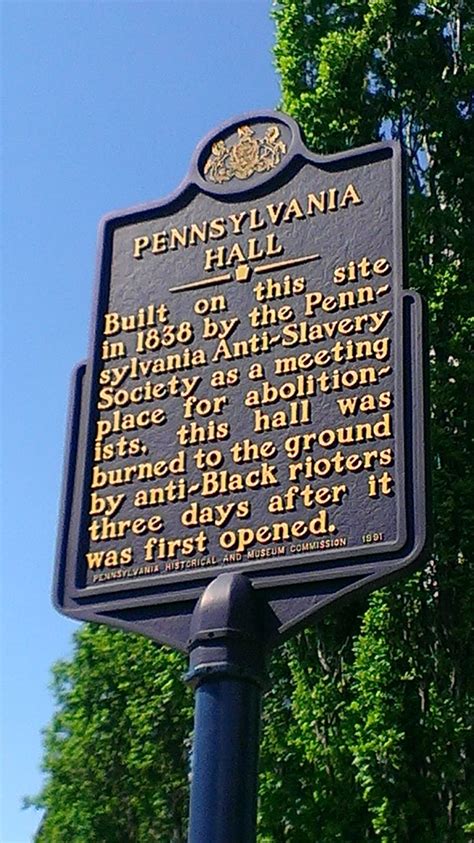 PENNSYLVANIA
HALL
Built on this site
in 1838 by the Penn-
sylvania Anti-Slavery
Society as a meeting
place for abolition-
ists, this hall was
burned to the ground
by anti-Black rioters
three days after it
was first opened.
PENNSYLVANIA HISTORICAL AND MUSEUM COMMISSION 1991